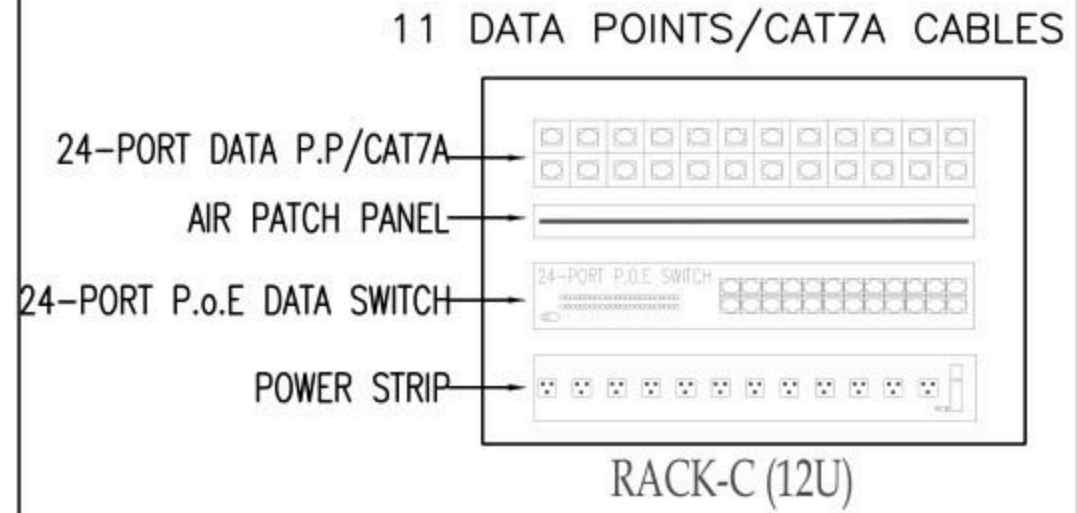 11 DATA POINTS/CAT7A CABLES
24-PORT DATA P.P/CAT7A
AIR PATCH PANEL
24-PORT P.o.E DATA SWITCH
24-PORT P.O.E SWITCH
POWER STRIP
RACK-C (12U)